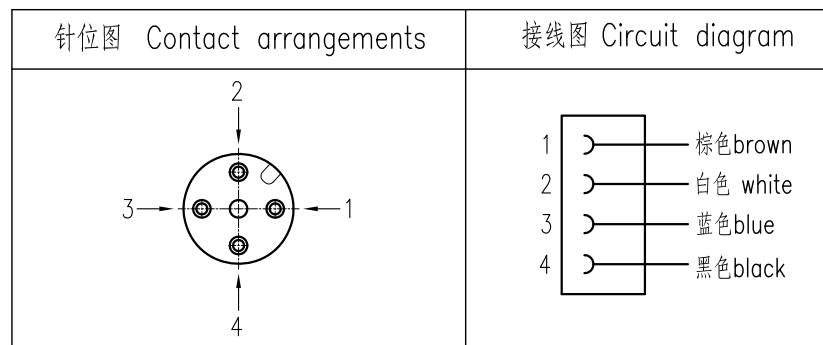 针位图 Contact arrangements
接线图 Circuit diagram
2
3
1
4
1 棕色brown
2 白色 white
3 蓝色blue
4 黑色black